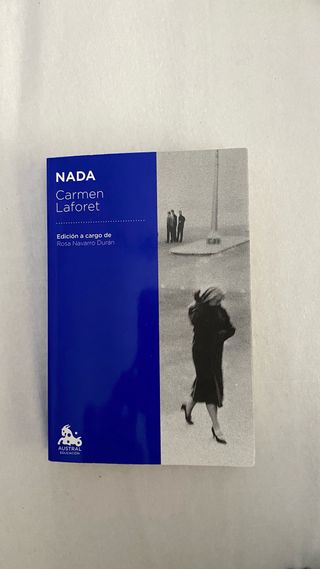 NADA
Carmen
Laforet
Edición a cargo de
Rosa Navarro Durán
AUSTRAL
EDUCACIÓN